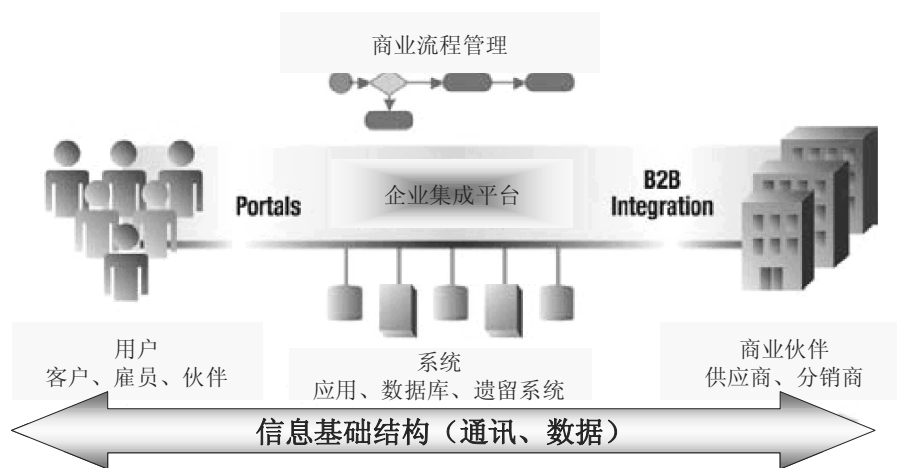 商业流程管理
Portals
企业集成平台
B2B
Integration
用户
客户、雇员、伙伴
系统
应用、数据库、遗留系统
商业伙伴
供应商、分销商
信息基础结构（通讯、数据）